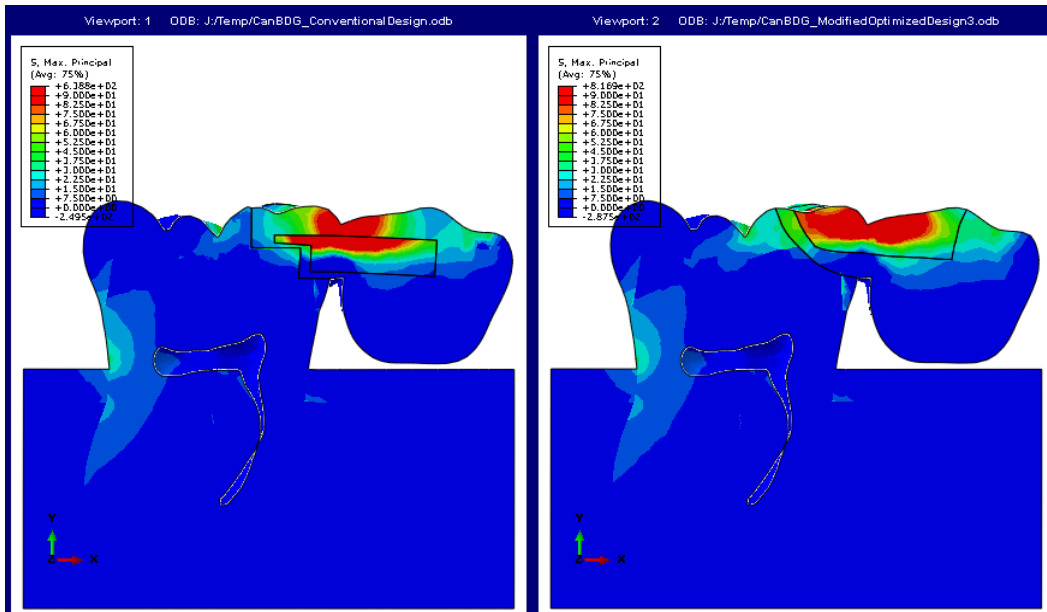 Viewport: 1 ODB: J:/Temp/CanBDG_ConventionalDesign.odb
S, Max. Principal
(Avg: 75%)
+6.388e+02
+9.000e+01
+8.250e+01
+7.500e+01
+6.750e+01
+6.000e+01
+5.250e+01
+4.500e+01
+3.750e+01
+3.000e+01
+2.250e+01
+1.500e+01
+7.500e+00
+0.000e+00
-2.495e+02
Y
Z X
Viewport: 2 ODB: J:/Temp/CanBDG_ModifiedOptimizedDesign3.odb
S, Max. Principal
(Avg: 75%)
+8.169e+02
+9.000e+01
+8.250e+01
+7.500e+01
+6.750e+01
+6.000e+01
+5.250e+01
+4.500e+01
+3.750e+01
+3.000e+01
+2.250e+01
+1.500e+01
+7.500e+00
+0.000e+00
-2.875e+02
Y
Z X